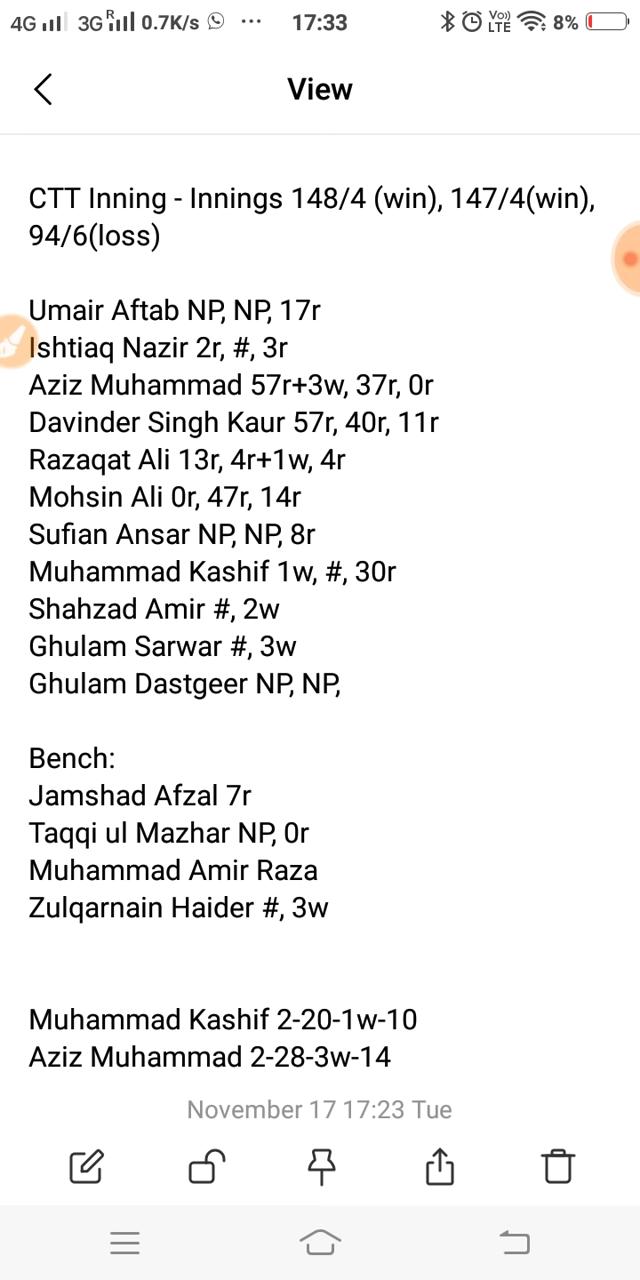 4G 3G R 0.7K/s ... 17:33 Vo)) LTE 8%
View
CTT Inning - Innings 148/4 (win), 147/4(win),
94/6(loss)
Umair Aftab NP, NP, 17r
Ishtiaq Nazir 2r, #, 3r
Aziz Muhammad 57r+3w, 37r, 0r
Davinder Singh Kaur 57r, 40r, 11r
Razaqat Ali 13r, 4r+1w, 4r
Mohsin Ali 0r, 47r, 14r
Sufian Ansar NP, NP, 8r
Muhammad Kashif 1w, #, 30r
Shahzad Amir #, 2w
Ghulam Sarwar #, 3w
Ghulam Dastgeer NP, NP,
Bench:
Jamshad Afzal 7r
Taqqi ul Mazhar NP, 0r
Muhammad Amir Raza
Zulqarnain Haider #, 3w
Muhammad Kashif 2-20-1w-10
Aziz Muhammad 2-28-3w-14
November 17 17:23 Tue